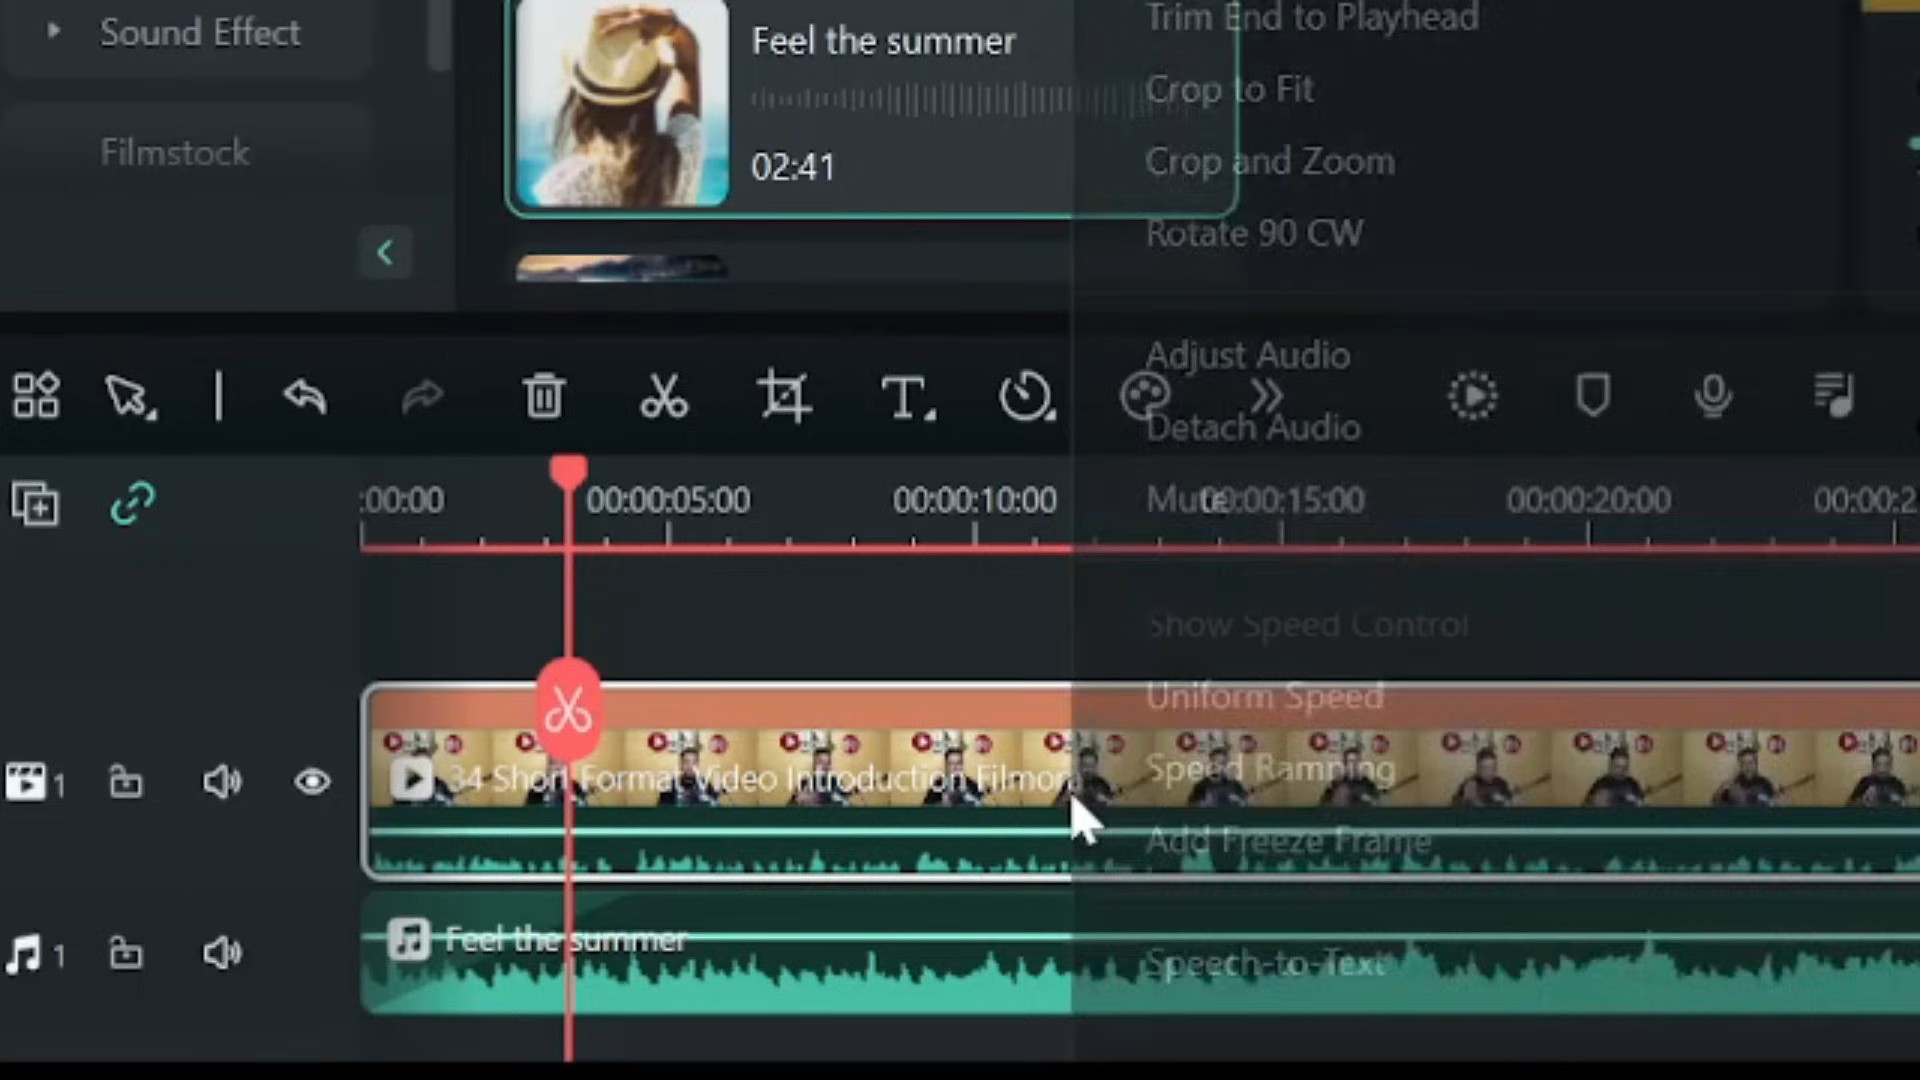 Sound Effect
Filmstock
Feel the summer
02:41
Trim End to Playhead
Crop to Fit
Crop and Zoom
Rotate 90 CW
Adjust Audio
Detach Audio
Mute
:00:00
00:00:05:00
00:00:10:00
00:00:15:00
00:00:20:00
00:00:2
Show Speed Control
Uniform Speed
Speed Ramping
Add Freeze Frame
Speech-to-Text
1
34 Short Format Video Introduction Filmor
1
Feel the summer